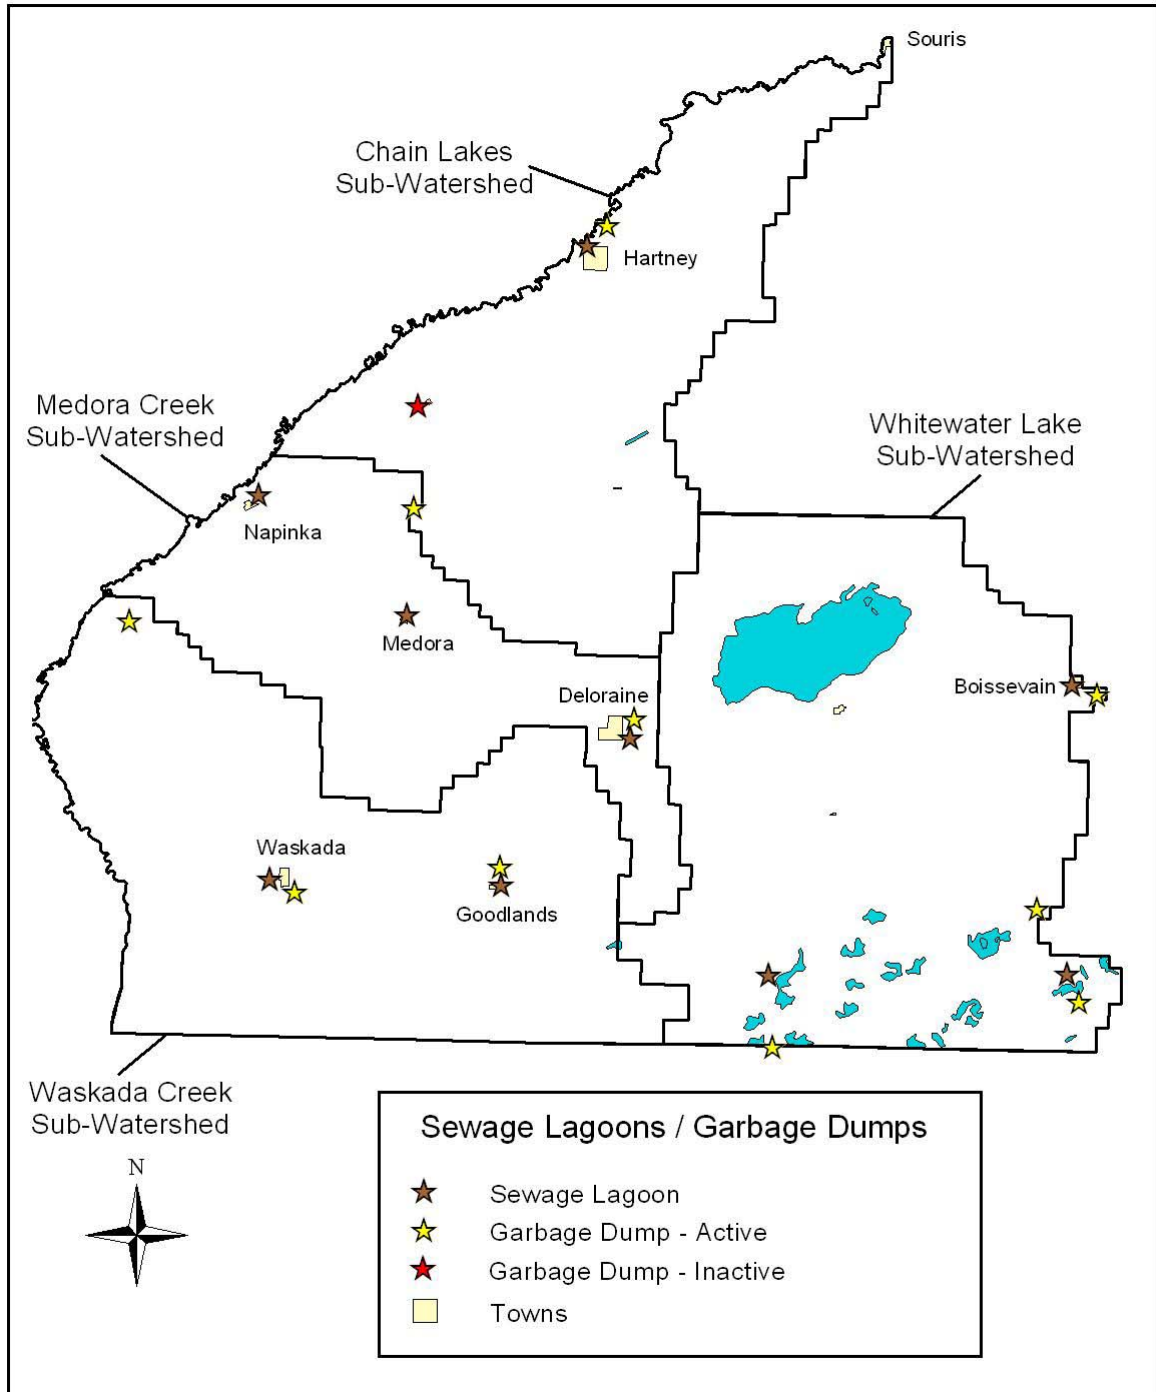 Souris
Chain Lakes
Sub-Watershed
Hartney
Medora Creek
Sub-Watershed
Whitewater Lake
Sub-Watershed
Napinka
Medora
Deloraine
Boissevain
Waskada
Goodlands
Waskada Creek
Sub-Watershed
N
Sewage Lagoons / Garbage Dumps
Sewage Lagoon
Garbage Dump - Active
Garbage Dump - Inactive
Towns